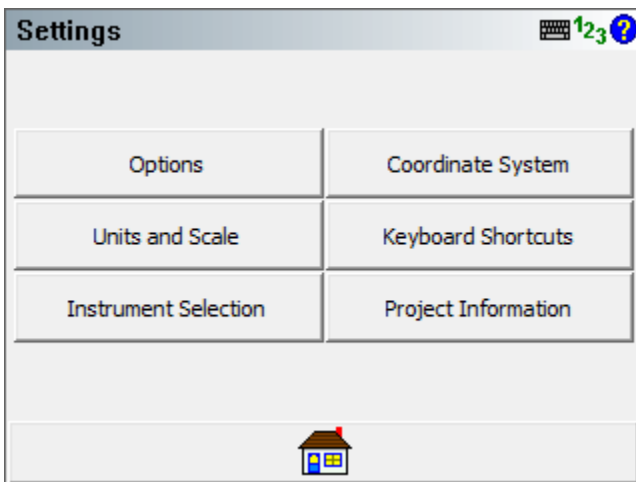 Settings 123 ?
Options Coordinate System
Units and Scale Keyboard Shortcuts
Instrument Selection Project Information